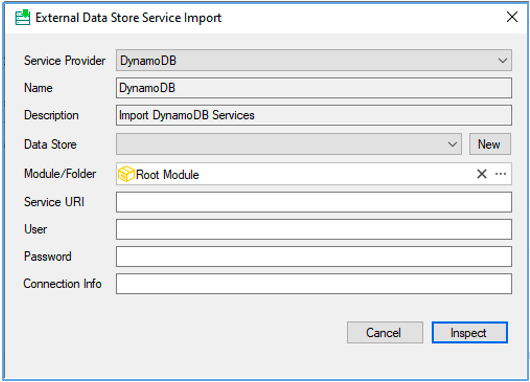 External Data Store Service Import
Service Provider DynamoDB
Name DynamoDB
Description Import DynamoDB Services
Data Store New
Module/Folder Root Module
Service URI
User
Password
Connection Info
Cancel Inspect